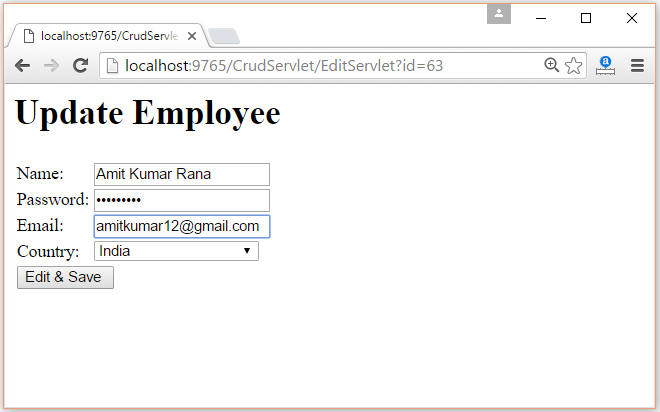 localhost:9765/CrudServle
localhost:9765/CrudServlet/EditServlet?id=63
a
Update Employee
Name: Amit Kumar Rana
Password: •••••••••
Email: amitkumar12@gmail.com
Country: India
Edit & Save